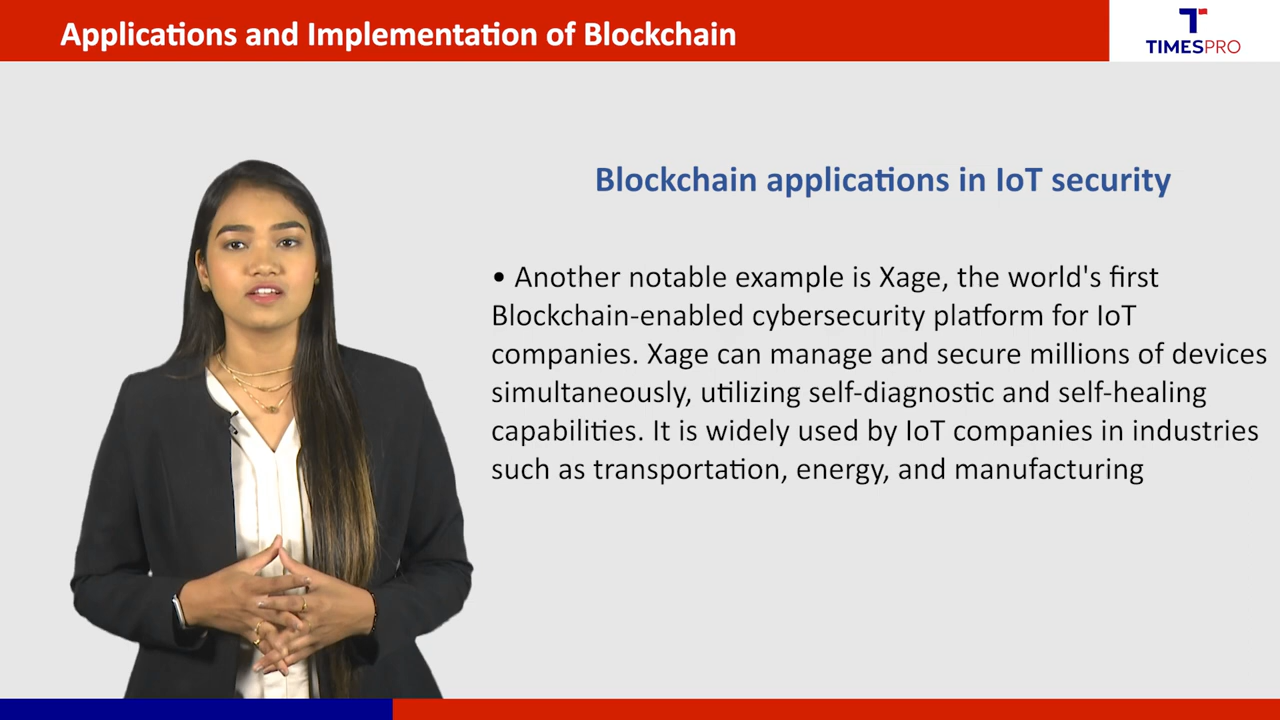 Applications and Implementation of Blockchain
TIMESPRO
Blockchain applications in IoT security
• Another notable example is Xage, the world's first
Blockchain-enabled cybersecurity platform for IoT
companies. Xage can manage and secure millions of devices
simultaneously, utilizing self-diagnostic and self-healing
capabilities. It is widely used by IoT companies in industries
such as transportation, energy, and manufacturing